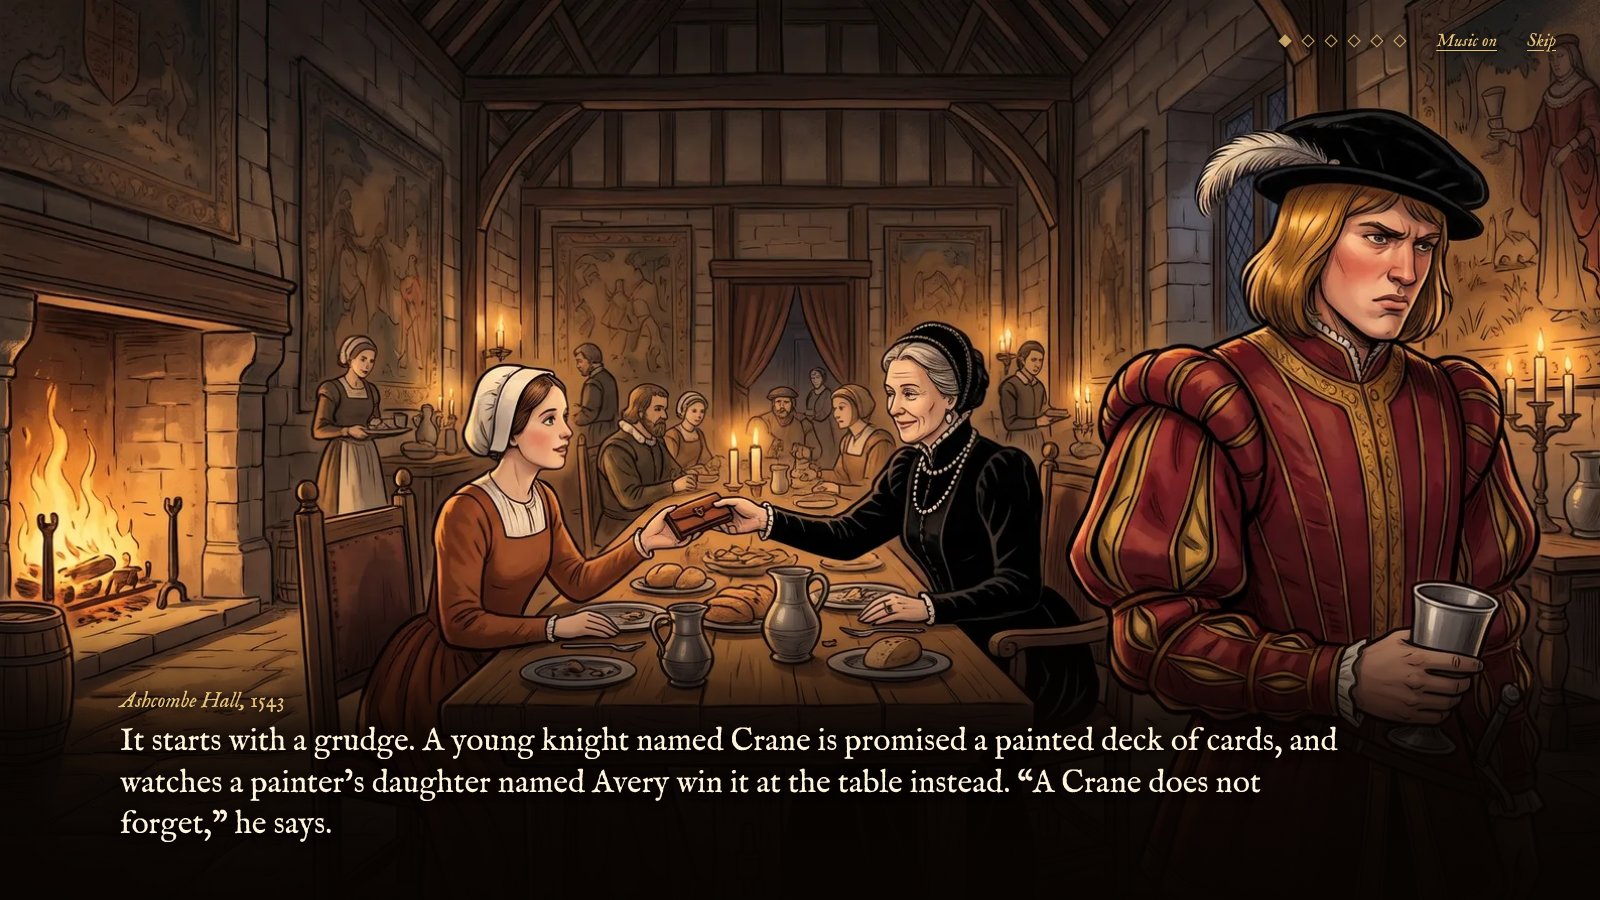 Music on Skip
Ashcombe Hall, 1543
It starts with a grudge. A young knight named Crane is promised a painted deck of cards, and
watches a painter’s daughter named Avery win it at the table instead. “A Crane does not
forget,” he says.